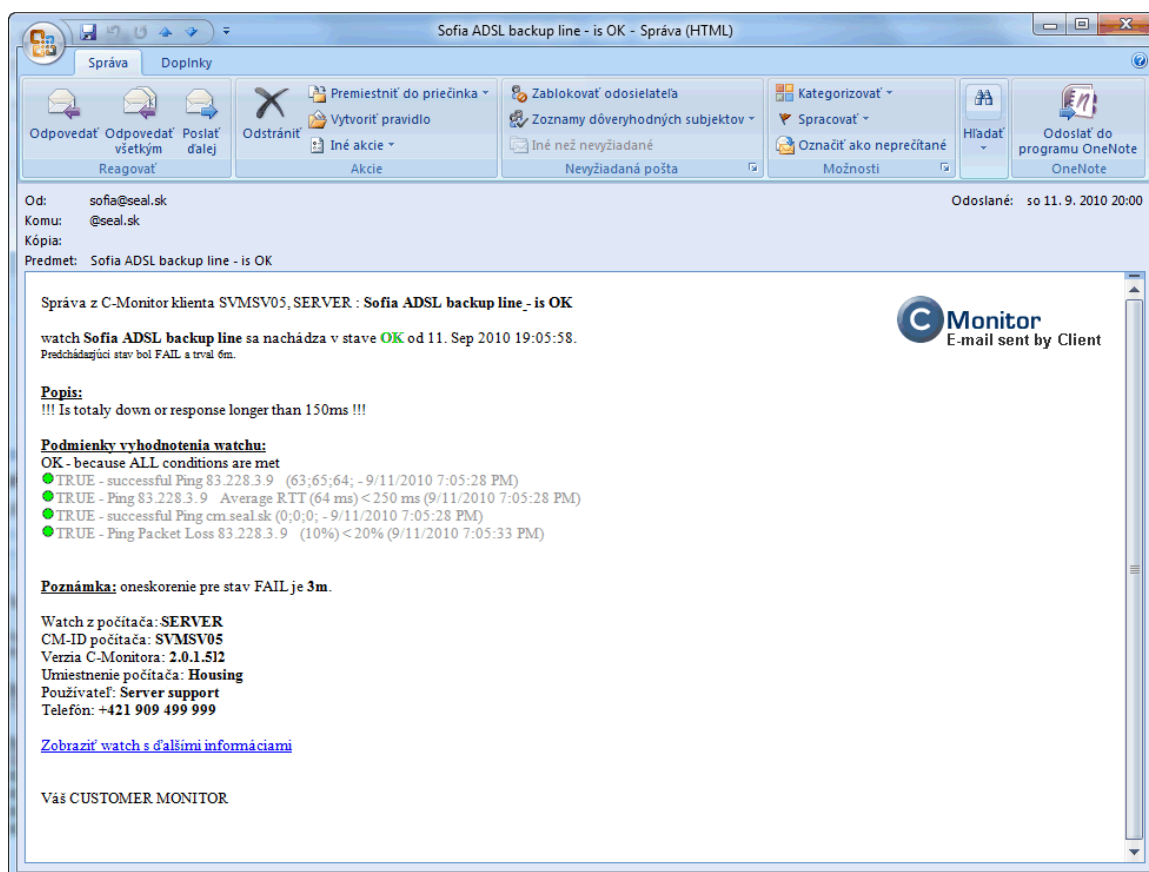 Sofia ADSL backup line - is OK - Správa (HTML)
Správa Doplnky
Odpovedať Odpovedať všetkým Poslať ďalej
Reagovať
Odstrániť
Premiestniť do priečinka
Vytvoriť pravidlo
Iné akcie
Akcie
Zablokovať odosielateľa
Zoznamy dôveryhodných subjektov
Iné než nevyžiadané
Nevyžiadaná pošta
Kategorizovať
Spracovať
Označiť ako neprečítané
Možnosti
Hľadať
Odoslať do programu OneNote
OneNote
Od: sofia@seal.sk
Odoslané: so 11. 9. 2010 20:00
Komu: @seal.sk
Kópia:
Predmet: Sofia ADSL backup line - is OK
Správa z C-Monitor klienta SVMSV05, SERVER : Sofia ADSL backup line - is OK
C Monitor
E-mail sent by Client
watch Sofia ADSL backup line sa nachádza v stave OK od 11. Sep 2010 19:05:58.
Predchádazjúci stav bol FAIL a trval 6m.
Popis:
!!! Is totaly down or response longer than 150ms !!!
Podmienky vyhodnotenia watchu:
OK - because ALL conditions are met
TRUE - successful Ping 83.228.3.9 (63;65;64; - 9/11/2010 7:05:28 PM)
TRUE - Ping 83.228.3.9 Average RTT (64 ms) < 250 ms (9/11/2010 7:05:28 PM)
TRUE - successful Ping cm.seal.sk (0;0;0; - 9/11/2010 7:05:28 PM)
TRUE - Ping Packet Loss 83.228.3.9 (10%) < 20% (9/11/2010 7:05:33 PM)
Poznámka: oneskorenie pre stav FAIL je 3m.
Watch z počítača: SERVER
CM-ID počítača: SVMSV05
Verzia C-Monitora: 2.0.1.512
Umiestnenie počítača: Housing
Používateľ: Server support
Telefón: +421 909 499 999
Zobraziť watch s ďalšími informáciami
Váš CUSTOMER MONITOR